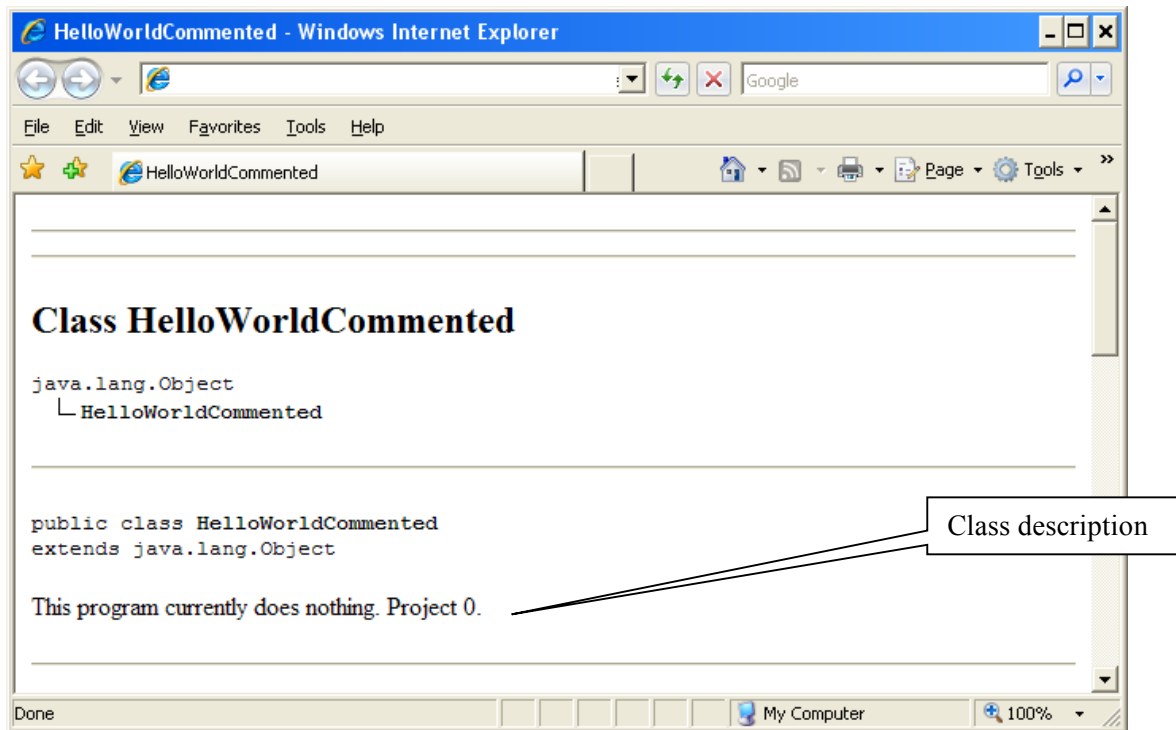 HelloWorldCommented - Windows Internet Explorer
Google
File Edit View Favorites Tools Help
HelloWorldCommented
Page Tools »
Class HelloWorldCommented
java.lang.Object
HelloWorldCommented
public class HelloWorldCommented
extends java.lang.Object
Class description
This program currently does nothing. Project 0.
Done
My Computer
100%